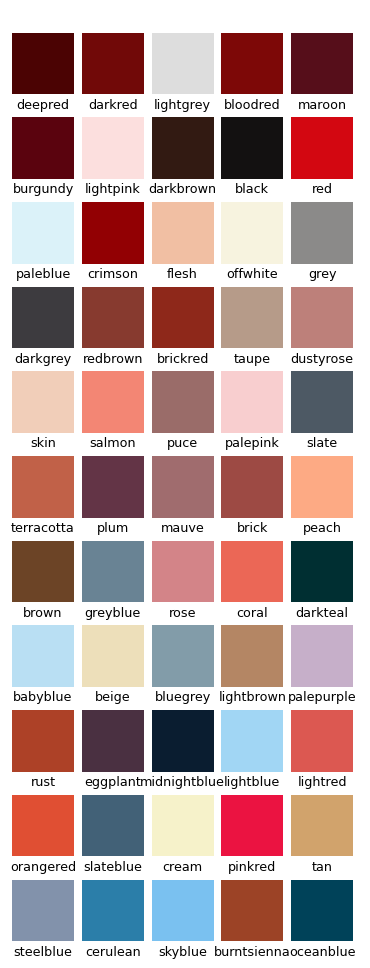 deepred darkred lightgrey bloodred maroon
burgundy lightpink darkbrown black red
paleblue crimson flesh offwhite grey
darkgrey redbrown brickred taupe dustyrose
skin salmon puce palepink slate
terracotta plum mauve brick peach
brown greyblue rose coral darkteal
babyblue beige bluegrey lightbrown palepurple
rust eggplant midnightblue lightblue lightred
orangered slateblue cream pinkred tan
steelblue cerulean skyblue burntsienna oceanblue